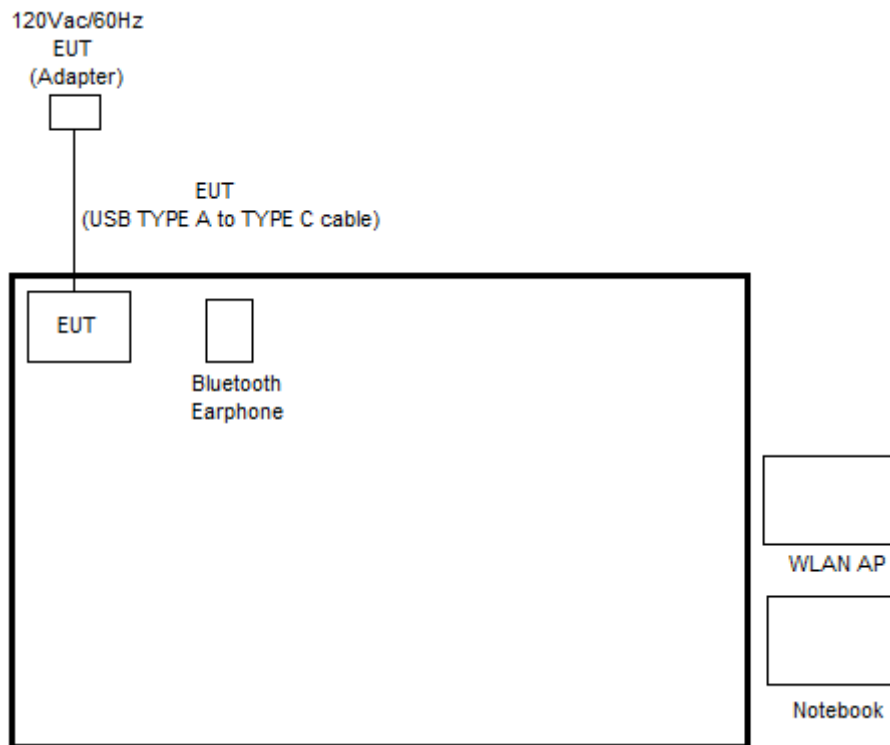 120Vac/60Hz
EUT
(Adapter)
EUT
(USB TYPE A to TYPE C cable)
EUT
Bluetooth
Earphone
WLAN AP
Notebook